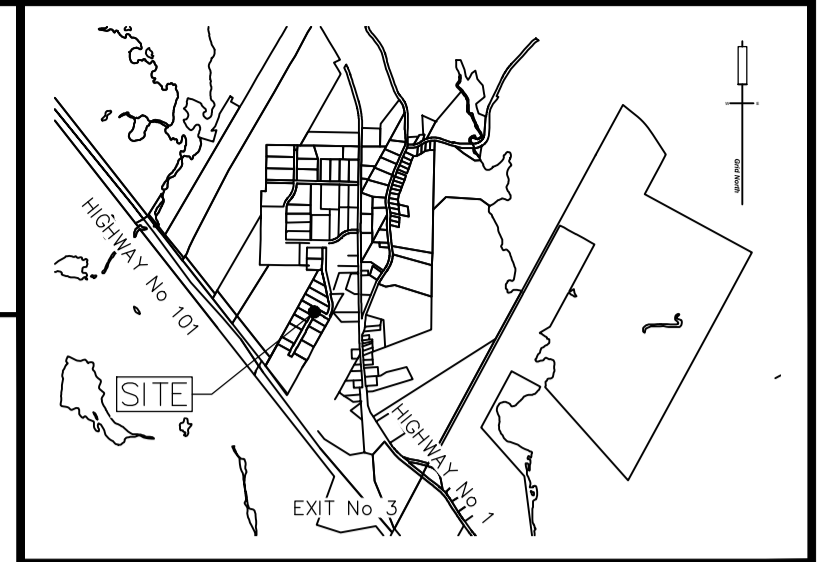 Grid North
HIGHWAY No 101
SITE
HIGHWAY No 1
EXIT No 3